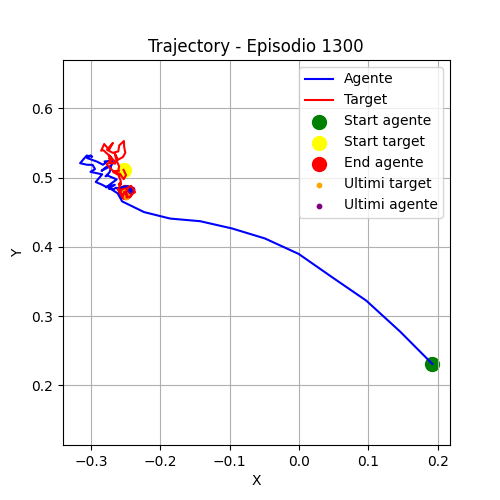 Trajectory - Episodio 1300
Agente
Target
Start agente
Start target
End agente
Ultimi target
Ultimi agente
0.6
0.5
0.4
0.3
0.2
Y
−0.3
−0.2
−0.1
0.0
0.1
0.2
X